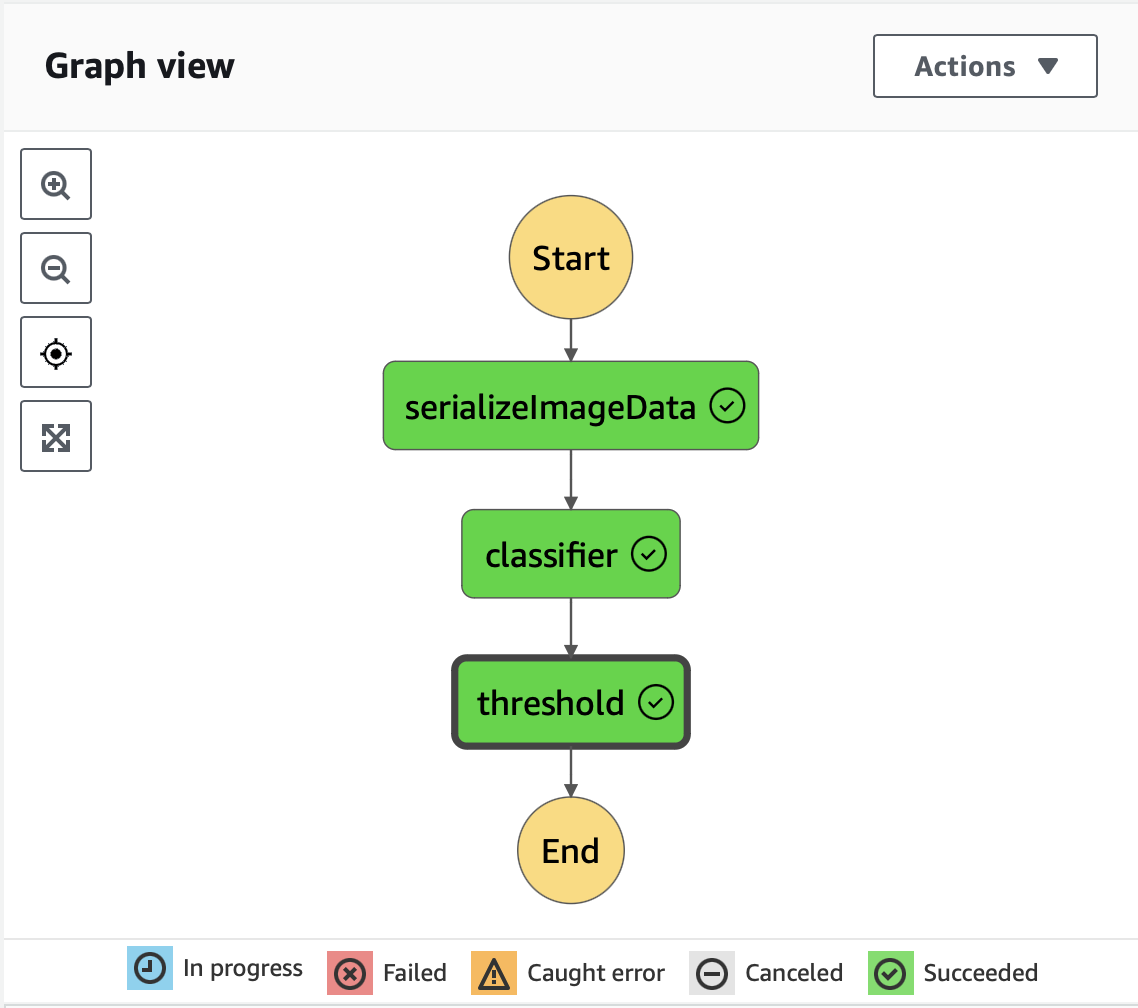 Graph view
Actions
Start
serializeImageData
classifier
threshold
End
In progress Failed Caught error Canceled Succeeded